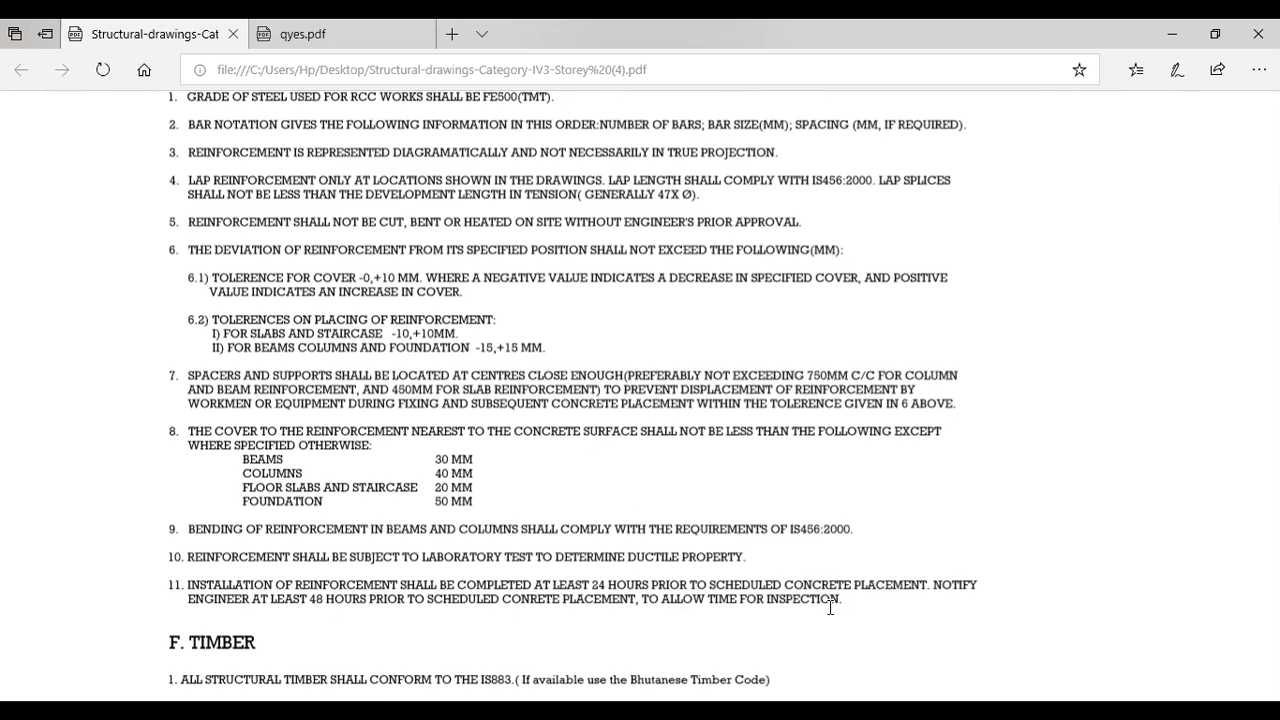 Structural-drawings-Cat
qyes.pdf
file:///C:/Users/Hp/Desktop/Structural-drawings-Category-IV3-Storey%20(4).pdf
1. GRADE OF STEEL USED FOR RCC WORKS SHALL BE FE500(TMT).
2. BAR NOTATION GIVES THE FOLLOWING INFORMATION IN THIS ORDER:NUMBER OF BARS; BAR SIZE(MM); SPACING (MM, IF REQUIRED).
3. REINFORCEMENT IS REPRESENTED DIAGRAMATICALLY AND NOT NECESSARILY IN TRUE PROJECTION.
4. LAP REINFORCEMENT ONLY AT LOCATIONS SHOWN IN THE DRAWINGS. LAP LENGTH SHALL COMPLY WITH IS456:2000. LAP SPLICES
SHALL NOT BE LESS THAN THE DEVELOPMENT LENGTH IN TENSION( GENERALLY 47X Ø).
5. REINFORCEMENT SHALL NOT BE CUT, BENT OR HEATED ON SITE WITHOUT ENGINEER'S PRIOR APPROVAL.
6. THE DEVIATION OF REINFORCEMENT FROM ITS SPECIFIED POSITION SHALL NOT EXCEED THE FOLLOWING(MM):
6.1) TOLERENCE FOR COVER -0,+10 MM. WHERE A NEGATIVE VALUE INDICATES A DECREASE IN SPECIFIED COVER, AND POSITIVE
VALUE INDICATES AN INCREASE IN COVER.
6.2) TOLERENCES ON PLACING OF REINFORCEMENT:
I) FOR SLABS AND STAIRCASE -10,+10MM.
II) FOR BEAMS COLUMNS AND FOUNDATION -15,+15 MM.
7. SPACERS AND SUPPORTS SHALL BE LOCATED AT CENTRES CLOSE ENOUGH(PREFERABLY NOT EXCEEDING 750MM C/C FOR COLUMN
AND BEAM REINFORCEMENT, AND 450MM FOR SLAB REINFORCEMENT) TO PREVENT DISPLACEMENT OF REINFORCEMENT BY
WORKMEN OR EQUIPMENT DURING FIXING AND SUBSEQUENT CONCRETE PLACEMENT WITHIN THE TOLERENCE GIVEN IN 6 ABOVE.
8. THE COVER TO THE REINFORCEMENT NEAREST TO THE CONCRETE SURFACE SHALL NOT BE LESS THAN THE FOLLOWING EXCEPT
WHERE SPECIFIED OTHERWISE:
BEAMS 30 MM
COLUMNS 40 MM
FLOOR SLABS AND STAIRCASE 20 MM
FOUNDATION 50 MM
9. BENDING OF REINFORCEMENT IN BEAMS AND COLUMNS SHALL COMPLY WITH THE REQUIREMENTS OF IS456:2000.
10. REINFORCEMENT SHALL BE SUBJECT TO LABORATORY TEST TO DETERMINE DUCTILE PROPERTY.
11. INSTALLATION OF REINFORCEMENT SHALL BE COMPLETED AT LEAST 24 HOURS PRIOR TO SCHEDULED CONCRETE PLACEMENT. NOTIFY
ENGINEER AT LEAST 48 HOURS PRIOR TO SCHEDULED CONRETE PLACEMENT, TO ALLOW TIME FOR INSPECTION.
F. TIMBER
1. ALL STRUCTURAL TIMBER SHALL CONFORM TO THE IS883.( If available use the Bhutanese Timber Code)